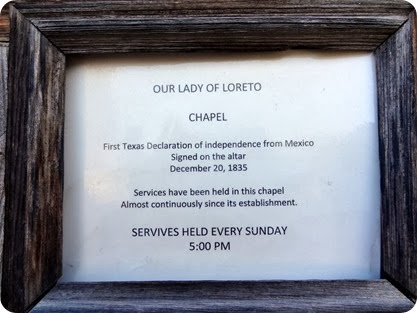 OUR LADY OF LORETO
CHAPEL
First Texas Declaration of independence from Mexico
Signed on the altar
December 20, 1835
Services have been held in this chapel
Almost continuously since its establishment.
SERVIVES HELD EVERY SUNDAY
5:00 PM